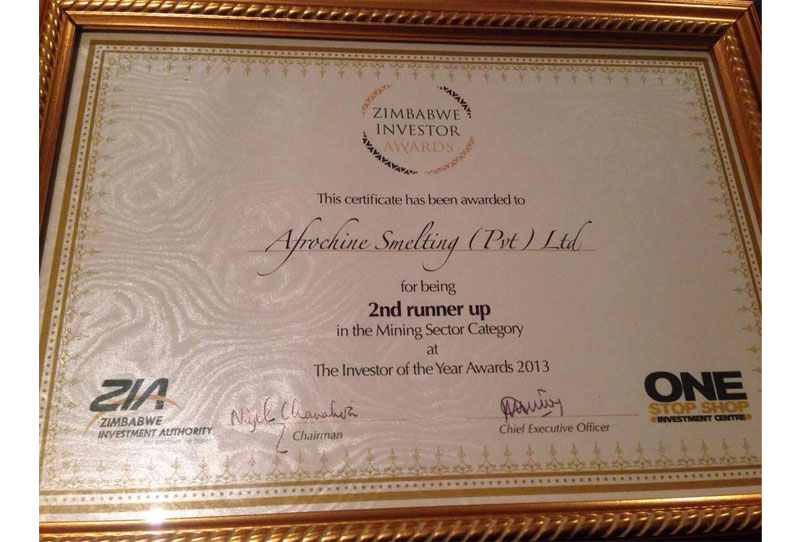 ZIMBABWE
INVESTOR
AWARDS
This certificate has been awarded to
Afrochine Smelting (Pvt) Ltd
for being
2nd runner up
in the Mining Sector Category
at
The Investor of the Year Awards 2013
ZIA
ZIMBABWE
INVESTMENT AUTHORITY
Chairman
Chief Executive Officer
ONE
STOP SHOP
INVESTMENT CENTRE